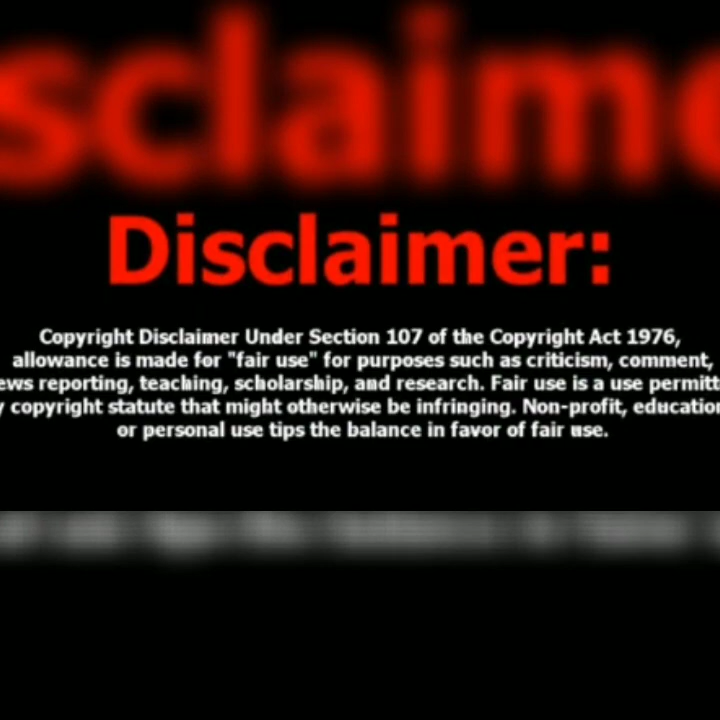 sclaime
Disclaimer:
Copyright Disclaimer Under Section 107 of the Copyright Act 1976,
allowance is made for "fair use" for purposes such as criticism, comment,
ews reporting, teaching, scholarship, and research. Fair use is a use permitt
y copyright statute that might otherwise be infringing. Non-profit, education
or personal use tips the balance in favor of fair use.